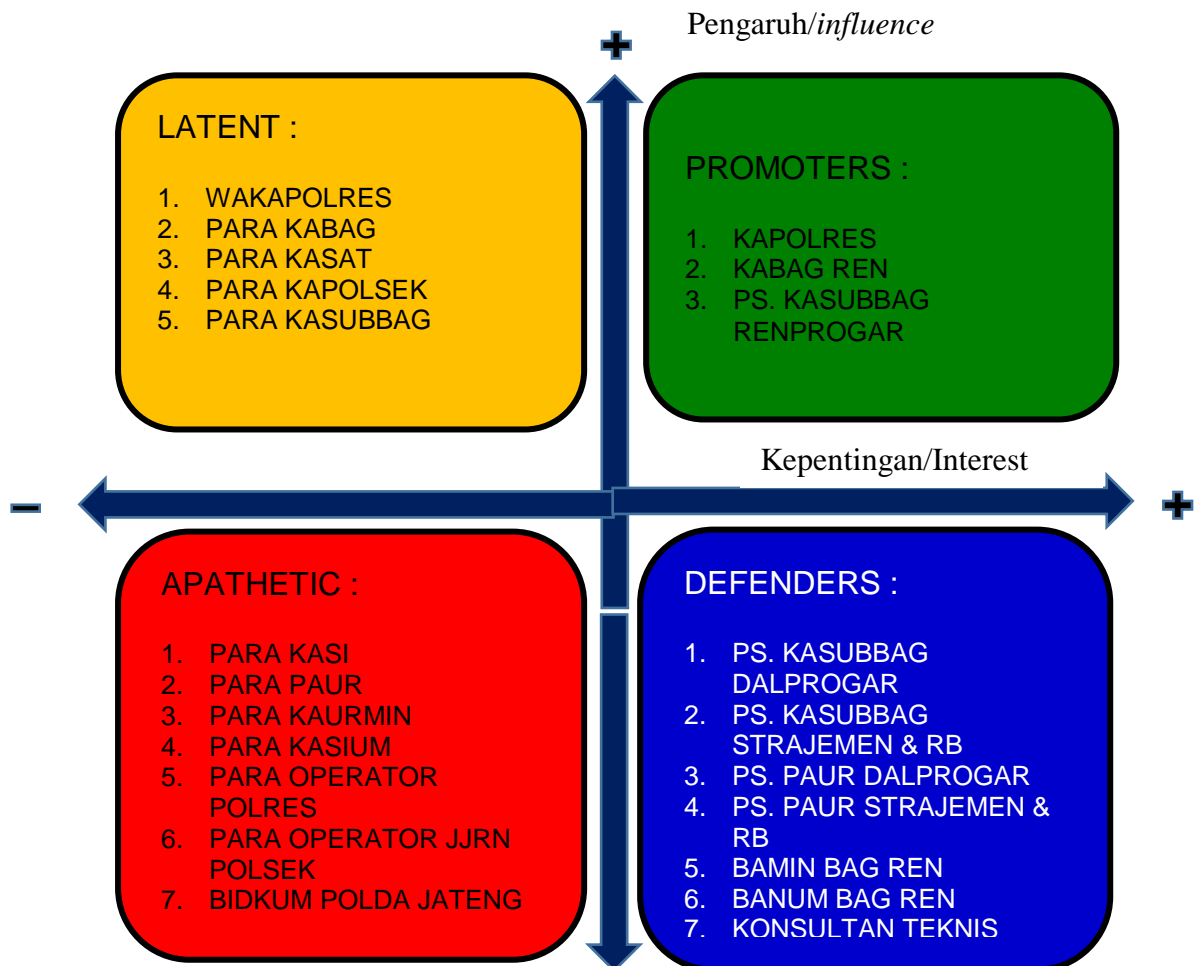 Pengaruh/influence
+
LATENT :
1. WAKAPOLRES
2. PARA KABAG
3. PARA KASAT
4. PARA KAPOLSEK
5. PARA KASUBBAG
PROMOTERS :
1. KAPOLRES
2. KABAG REN
3. PS. KASUBBAG
RENPROGAR
Kepentingan/Interest
–
+
APATHETIC :
1. PARA KASI
2. PARA PAUR
3. PARA KAURMIN
4. PARA KASIUM
5. PARA OPERATOR
POLRES
6. PARA OPERATOR JJRN
POLSEK
7. BIDKUM POLDA JATENG
DEFENDERS :
1. PS. KASUBBAG
DALPROGAR
2. PS. KASUBBAG
STRAJEMEN & RB
3. PS. PAUR DALPROGAR
4. PS. PAUR STRAJEMEN &
RB
5. BAMIN BAG REN
6. BANUM BAG REN
7. KONSULTAN TEKNIS